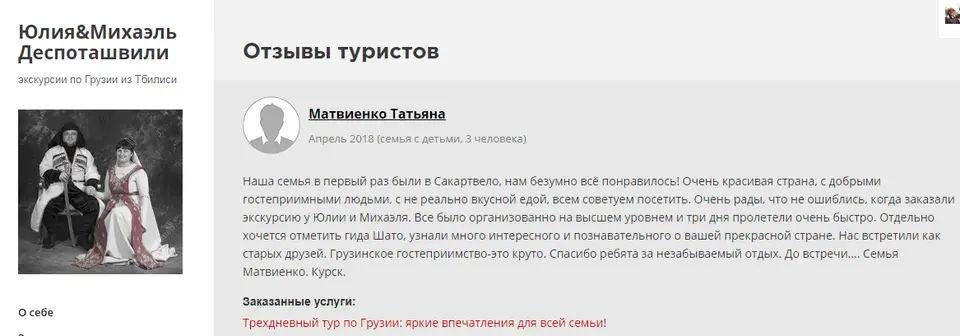 Юлия&Михаэль
Деспоташвили
экскурсии по Грузии из Тбилиси
О себе
Отзывы туристов
Матвиенко Татьяна
Апрель 2018 (семья с детьми, 3 человека)
Наша семья в первый раз были в Сакартвело, нам безумно всё понравилось! Очень красивая страна, с добрыми
гостеприимными людьми, с не реально вкусной едой, всем советуем посетить. Очень рады, что не ошиблись, когда заказали
экскурсию у Юлии и Михаэля. Все было организованно на высшем уровнем и три дня пролетели очень быстро. Отдельно
хочется отметить гида Шато, узнали много интересного и познавательного о вашей прекрасной стране. Нас встретили как
старых друзей. Грузинское гостеприимство-это круто. Спасибо ребята за незабываемый отдых. До встречи.... Семья
Матвиенко. Курск.
Заказанные услуги:
Трехдневный тур по Грузии: яркие впечатления для всей семьи!